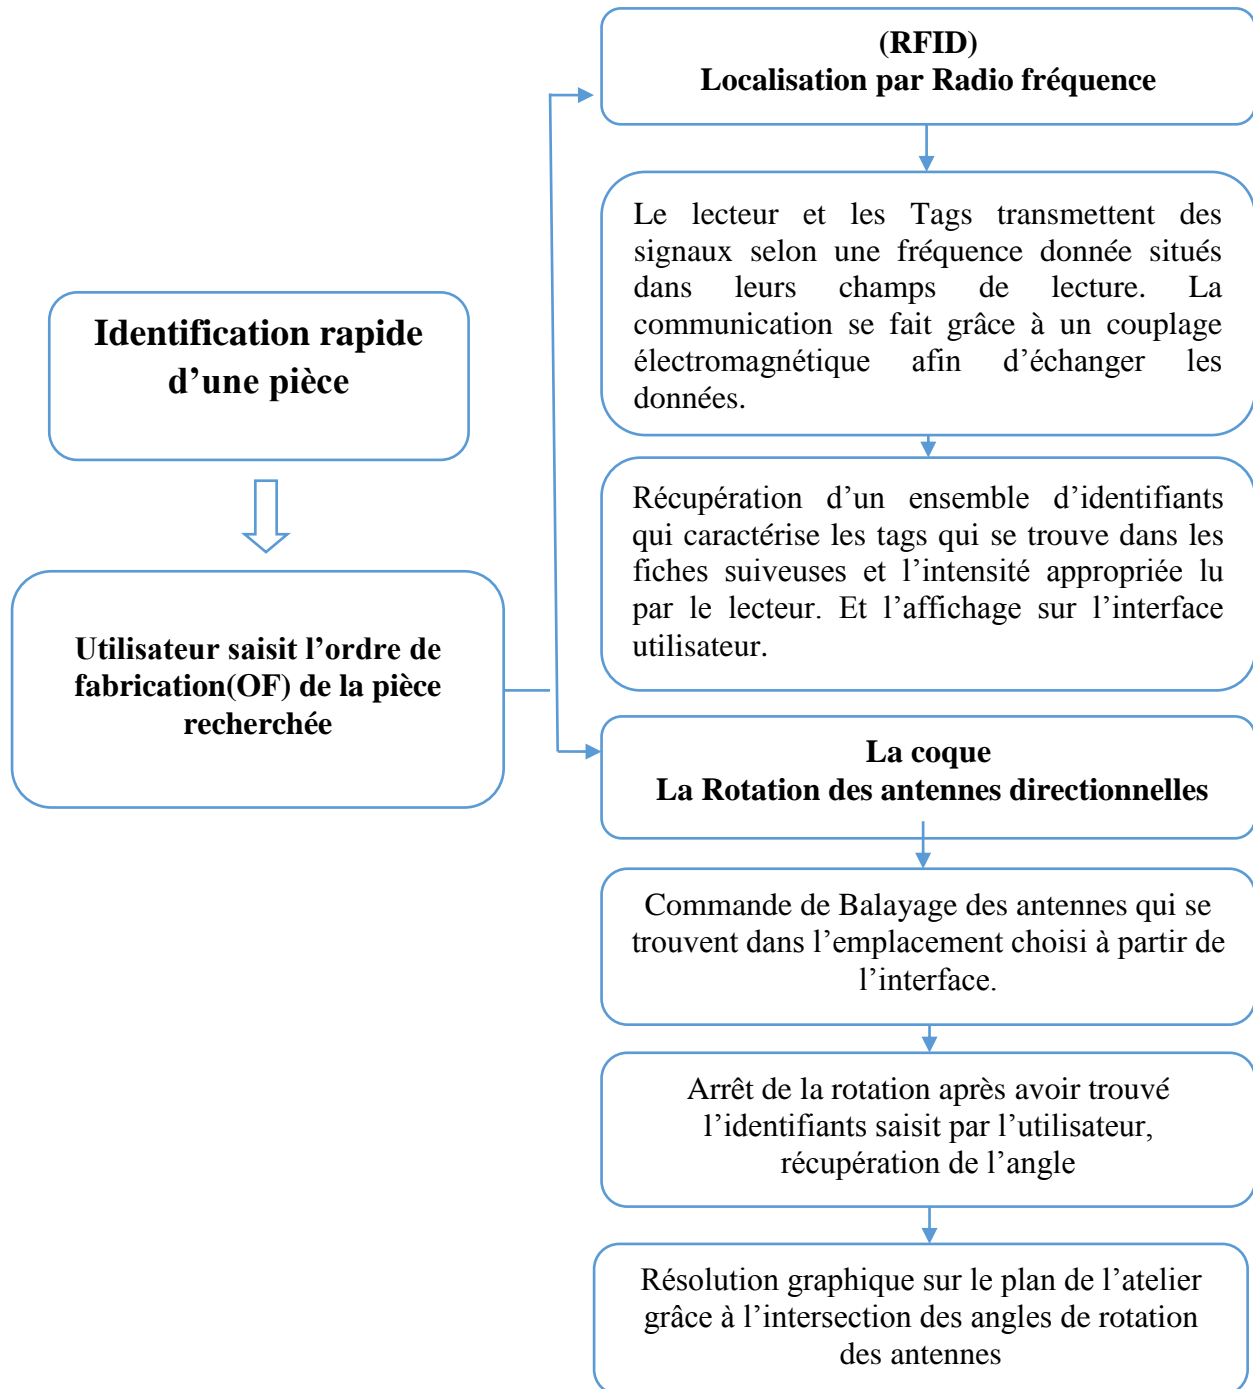 Identification rapide
d’une pièce
Utilisateur saisit l’ordre de
fabrication(OF) de la pièce
recherchée
(RFID)
Localisation par Radio fréquence
Le lecteur et les Tags transmettent des
signaux selon une fréquence donnée situés
dans leurs champs de lecture. La
communication se fait grâce à un couplage
électromagnétique afin d’échanger les
données.
Récupération d’un ensemble d’identifiants
qui caractérise les tags qui se trouve dans les
fiches suiveuses et l’intensité appropriée lu
par le lecteur. Et l’affichage sur l’interface
utilisateur.
La coque
La Rotation des antennes directionnelles
Commande de Balayage des antennes qui se
trouvent dans l’emplacement choisi à partir de
l’interface.
Arrêt de la rotation après avoir trouvé
l’identifiants saisit par l’utilisateur,
récupération de l’angle
Résolution graphique sur le plan de l’atelier
grâce à l’intersection des angles de rotation
des antennes